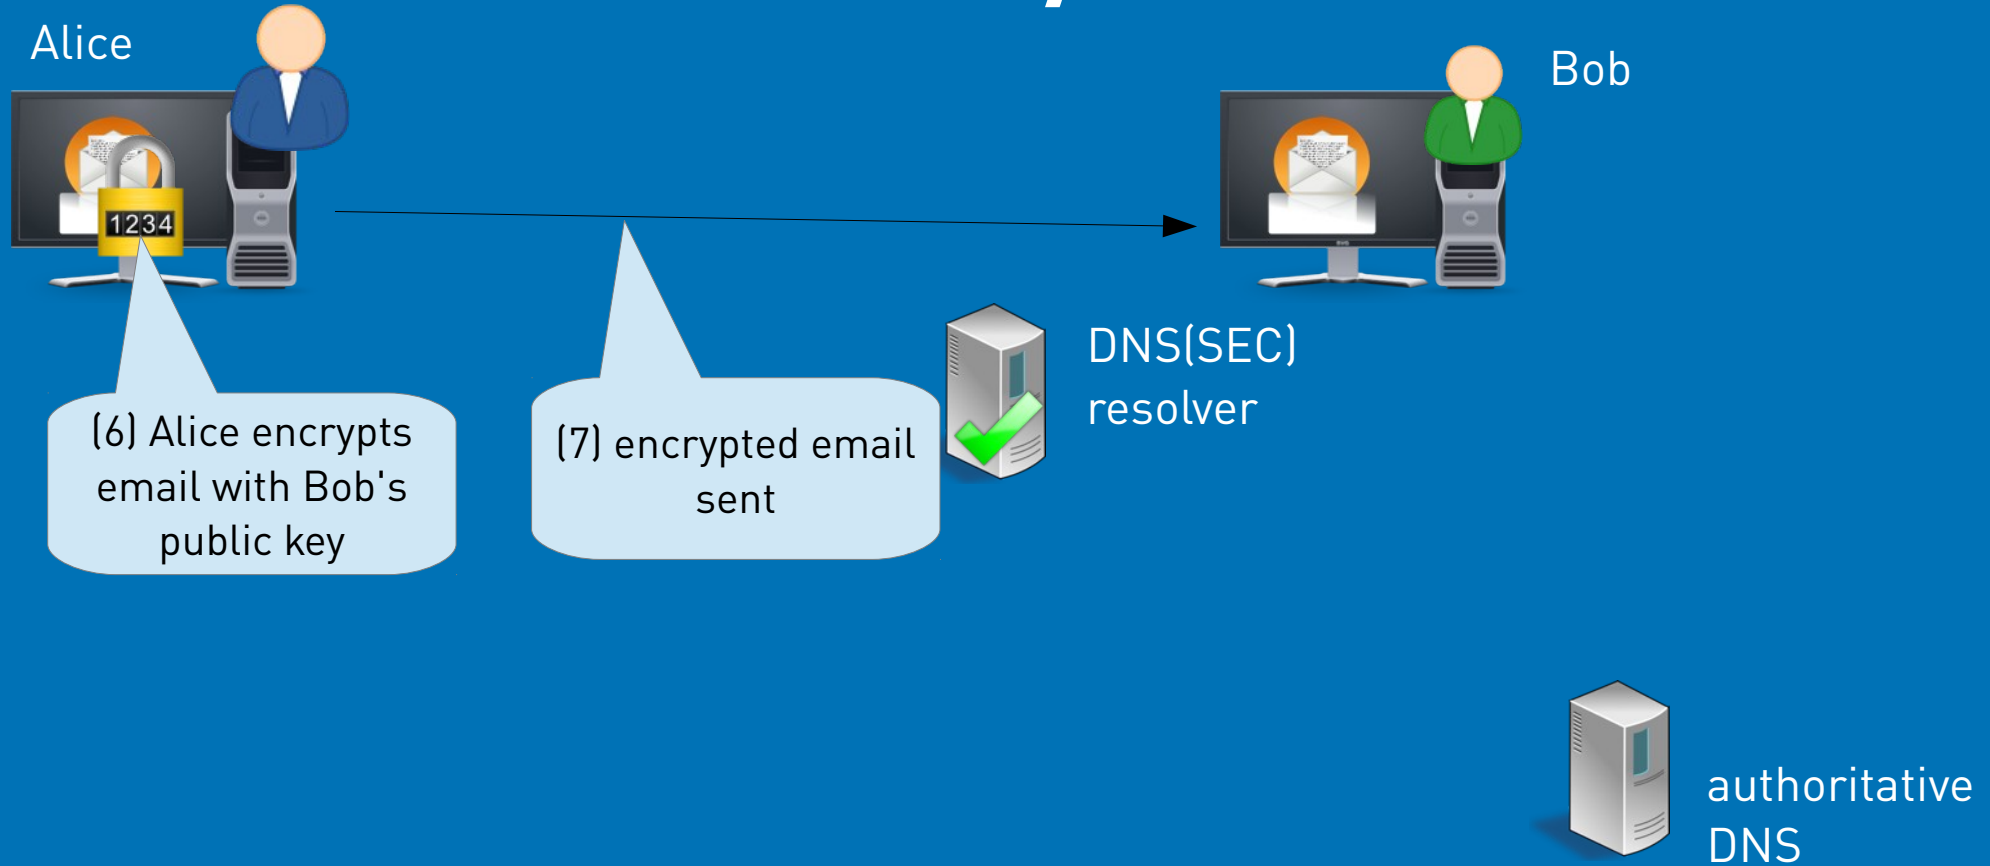 Alice
Bob
1234
DNS(SEC)
resolver
(6) Alice encrypts
email with Bob's
public key
(7) encrypted email
sent
authoritative
DNS